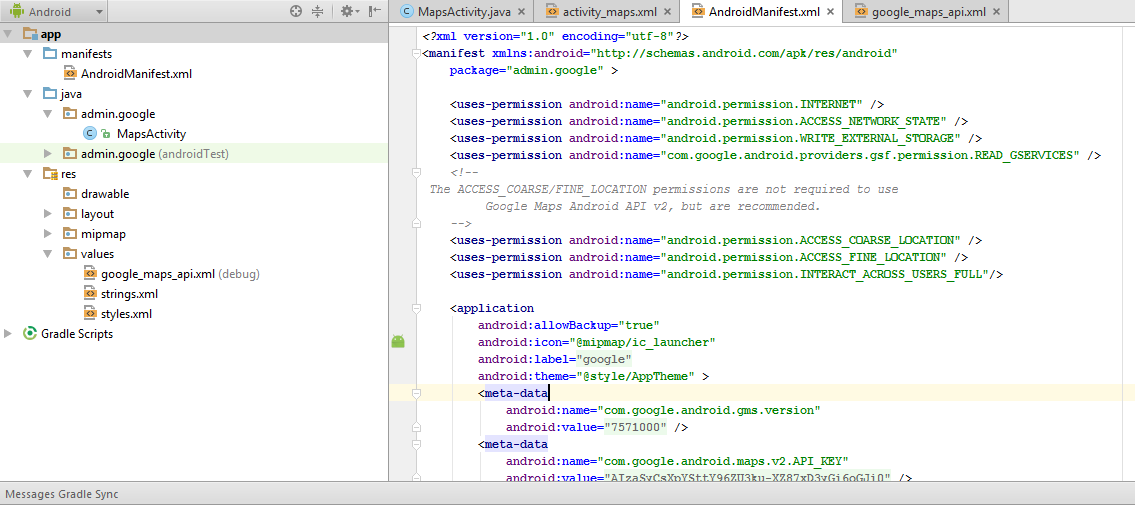 Android
MapsActivity.java
activity_maps.xml
AndroidManifest.xml
google_maps_api.xml
app
manifests
AndroidManifest.xml
java
admin.google
MapsActivity
admin.google (androidTest)
res
drawable
layout
mipmap
values
google_maps_api.xml (debug)
strings.xml
styles.xml
Gradle Scripts
<?xml version="1.0" encoding="utf-8"?>
<manifest xmlns:android="http://schemas.android.com/apk/res/android"
package="admin.google" >
<uses-permission android:name="android.permission.INTERNET" />
<uses-permission android:name="android.permission.ACCESS_NETWORK_STATE" />
<uses-permission android:name="android.permission.WRITE_EXTERNAL_STORAGE" />
<uses-permission android:name="com.google.android.providers.gsf.permission.READ_GSERVICES" />
<!--
The ACCESS_COARSE/FINE_LOCATION permissions are not required to use
Google Maps Android API v2, but are recommended.
-->
<uses-permission android:name="android.permission.ACCESS_COARSE_LOCATION" />
<uses-permission android:name="android.permission.ACCESS_FINE_LOCATION" />
<uses-permission android:name="android.permission.INTERACT_ACROSS_USERS_FULL"/>
<application
android:allowBackup="true"
android:icon="@mipmap/ic_launcher"
android:label="google"
android:theme="@style/AppTheme" >
<meta-data
android:name="com.google.android.gms.version"
android:value="7571000" />
<meta-data
android:name="com.google.android.maps.v2.API_KEY"
android:value=
Messages Gradle Sync